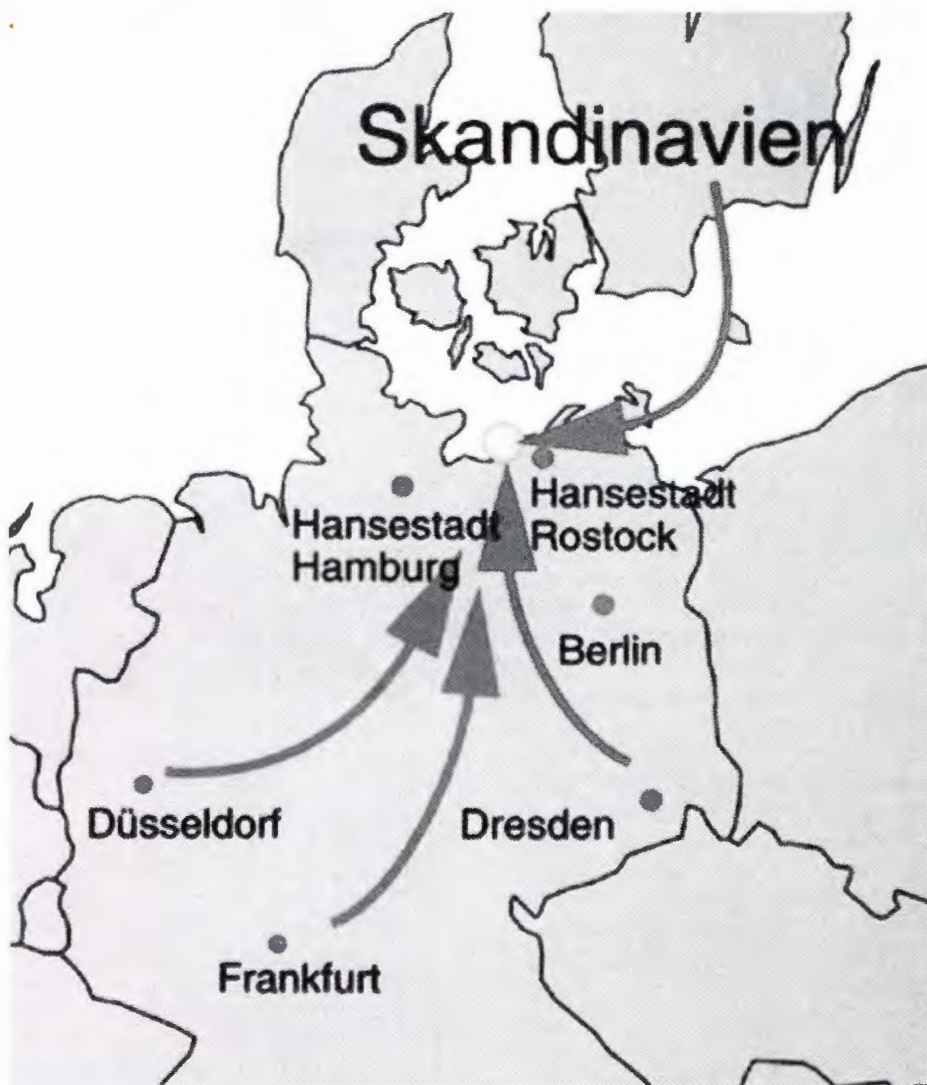 Skandinavien
Hansestadt
Hamburg
Hansestadt
Rostock
Berlin
Düsseldorf
Dresden
Frankfurt